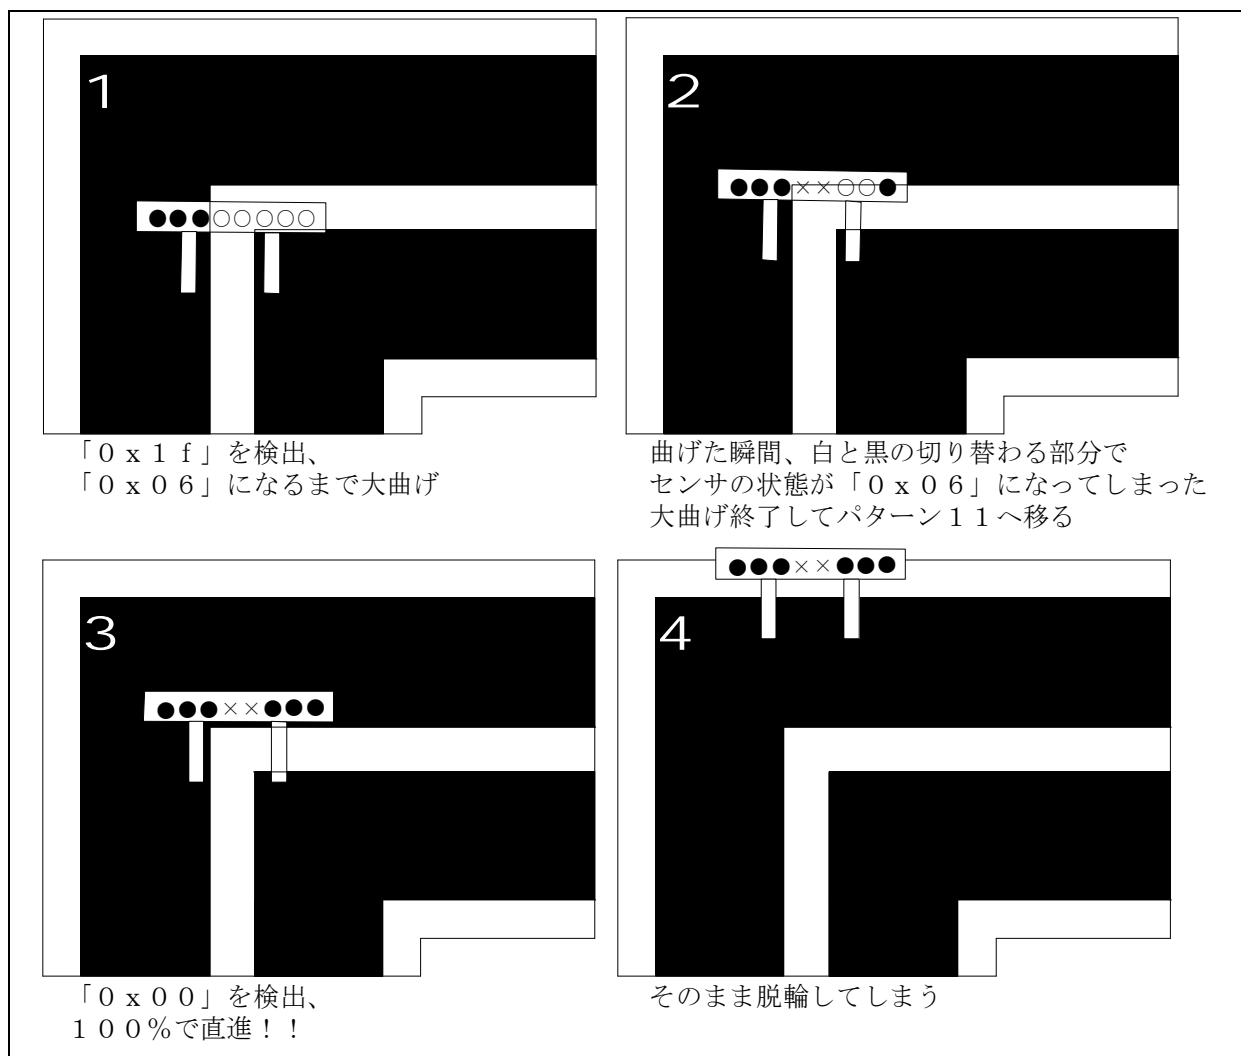 1
●●●○○○○○
2
●●●××○○●
「0x1f」を検出、
「0x06」になるまで大曲げ
曲げた瞬間、白と黒の切り替わる部分で
センサの状態が「0x06」になってしまった
大曲げ終了してパターン11へ移る
3
●●●××●●●
4
●●●××●●●
「0x00」を検出、
100%で直進!!
そのまま脱輪してしまう